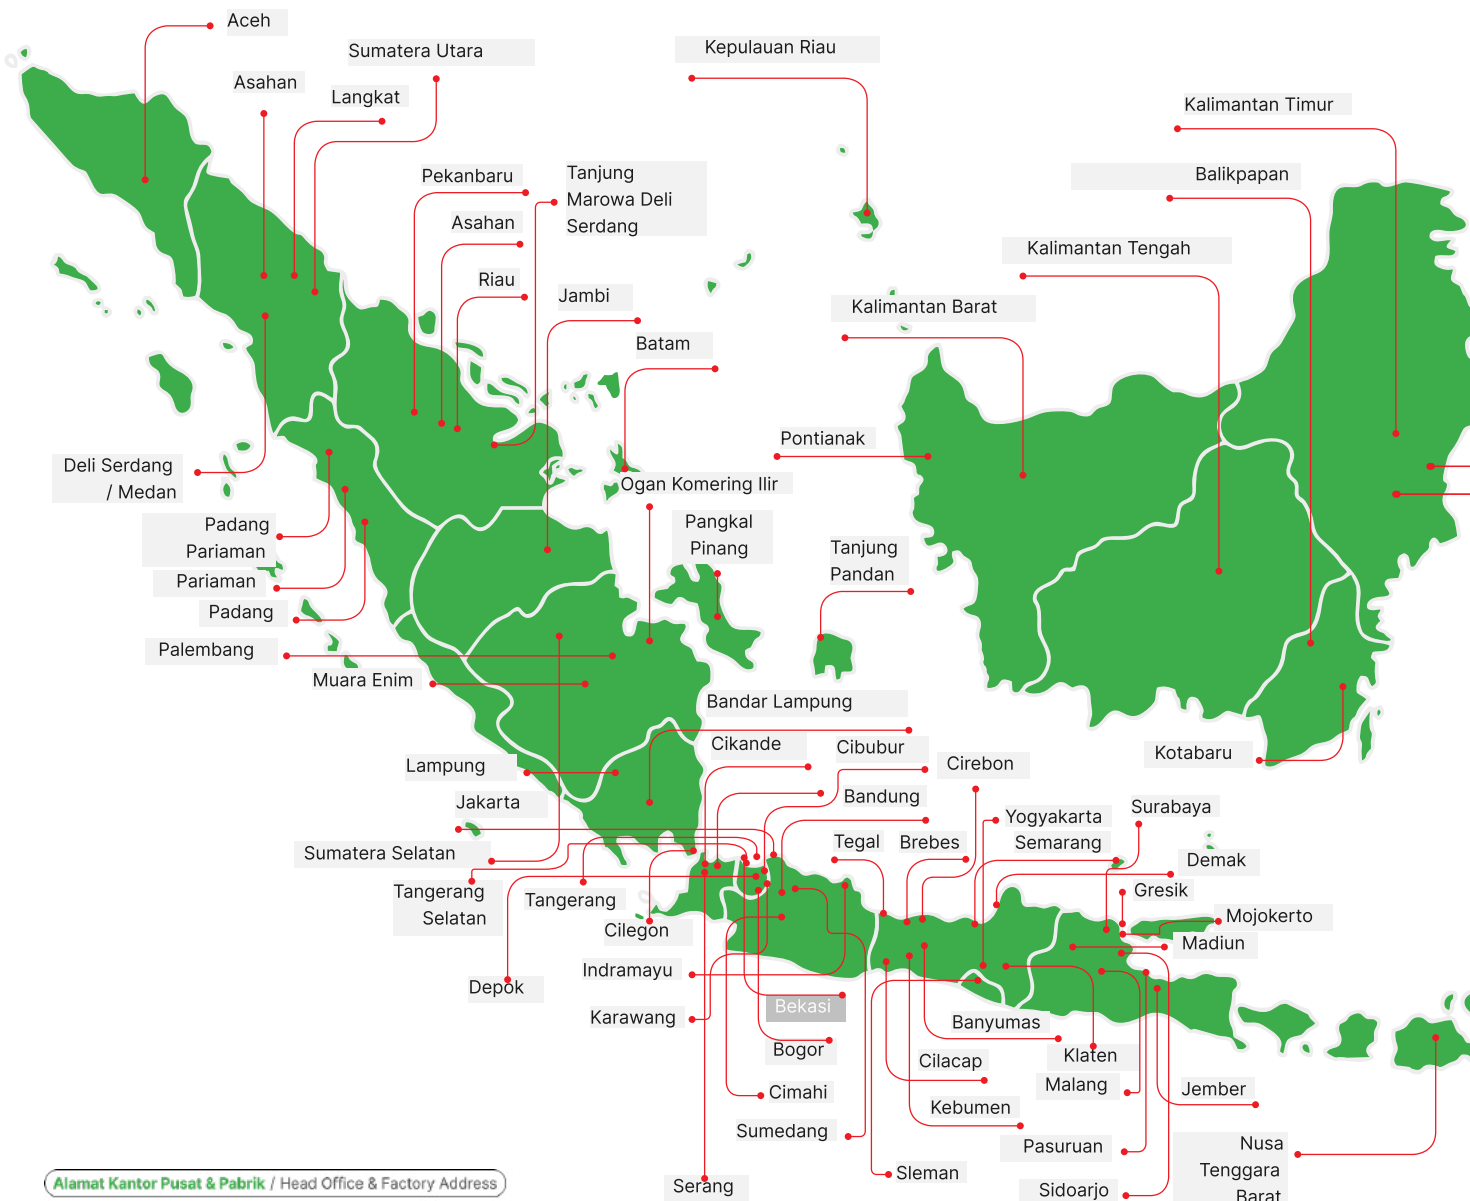 Aceh
Sumatera Utara
Kepulauan Riau
Asahan
Langkat
Kalimantan Timur
Pekanbaru
Tanjung
Marowa Deli
Serdang
Balikpapan
Asahan
Kalimantan Tengah
Riau
Jambi
Kalimantan Barat
Batam
Pontianak
Deli Serdang
/ Medan
Ogan Komering Ilir
Padang
Pariaman
Pangkal
Pinang
Tanjung
Pandan
Pariaman
Padang
Palembang
Muara Enim
Bandar Lampung
Cikande
Cibubur
Cirebon
Kotabaru
Lampung
Jakarta
Bandung
Yogyakarta
Surabaya
Tegal
Brebes
Semarang
Sumatera Selatan
Demak
Tangerang
Selatan
Tangerang
Gresik
Mojokerto
Cilegon
Madiun
Indramayu
Depok
Karawang
Bekasi
Banyumas
Bogor
Klaten
Cilacap
Malang
Jember
Cimahi
Kebumen
Sumedang
Pasuruan
Nusa
Tenggara
Barat
Sleman
Serang
Sidoarjo
Alamat Kantor Pusat & Pabrik / Head Office & Factory Address